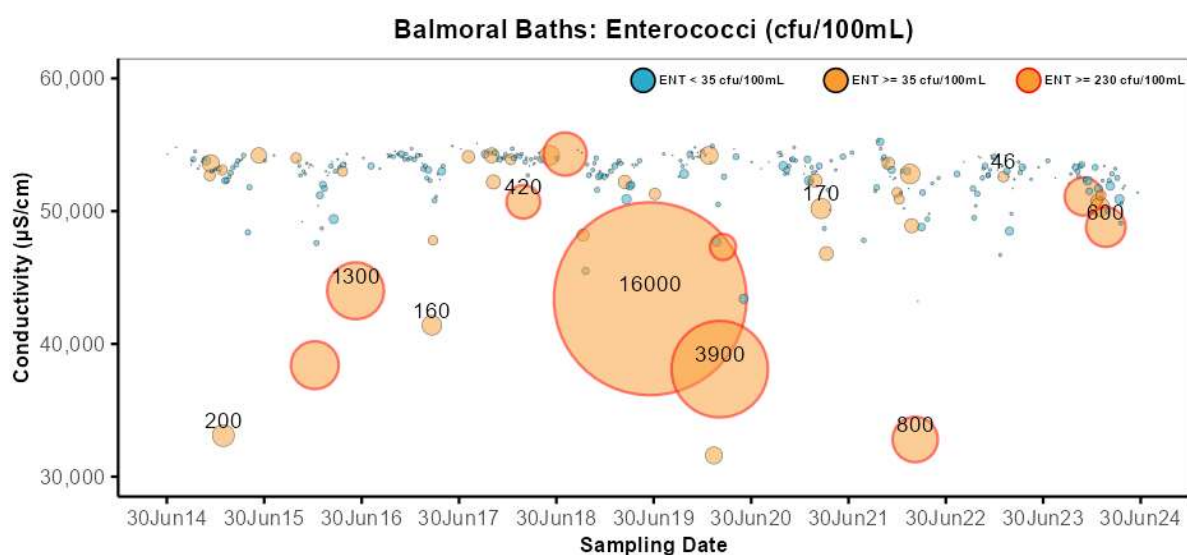 Balmoral Baths: Enterococci (cfu/100mL)
60,000
ENT < 35 cfu/100mL
ENT >= 35 cfu/100mL
ENT >= 230 cfu/100mL
46
420
170
50,000
600
1300
16000
160
40,000
3900
200
800
30,000
Conductivity (µS/cm)
30Jun14 30Jun15 30Jun16 30Jun17 30Jun18 30Jun19 30Jun20 30Jun21 30Jun22 30Jun23 30Jun24
Sampling Date